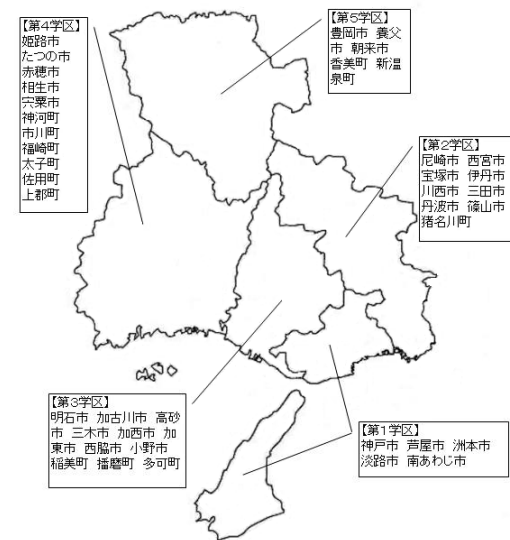 【第4学区】
姫路市
たつの市
赤穂市
相生市
宍粟市
神河町
市川町
福崎町
太子町
佐用町
上郡町
【第5学区】
豊岡市 養父
市 朝来市
香美町 新温
泉町
【第2学区】
尼崎市 西宮市
宝塚市 伊丹市
川西市 三田市
丹波市 篠山市
猪名川町
【第3学区】
明石市 加古川市 高砂
市 三木市 加西市 加
東市 西脇市 小野市
稲美町 播磨町 多可町
【第1学区】
神戸市 芦屋市 洲本市
淡路市 南あわじ市